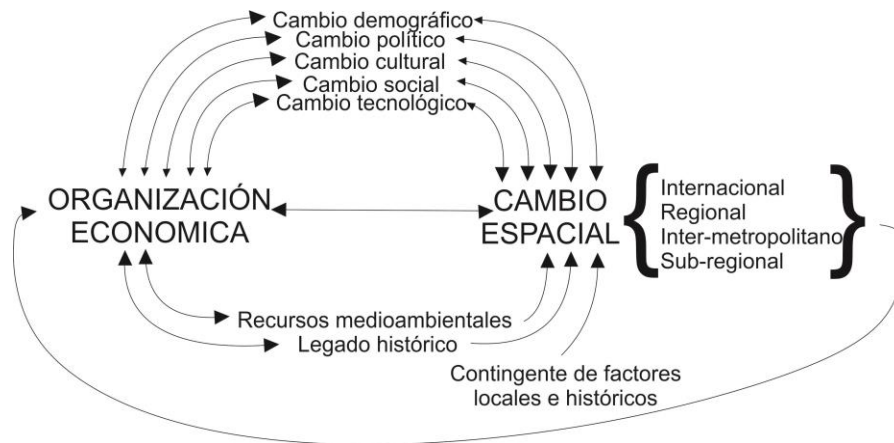 Cambio demográfico
Cambio político
Cambio cultural
Cambio social
Cambio tecnológico
ORGANIZACIÓN
ECONOMICA
CAMBIO
ESPACIAL
Internacional
Regional
Inter-metropolitano
Sub-regional
Recursos medioambientales
Legado histórico
Contingente de factores
locales e históricos